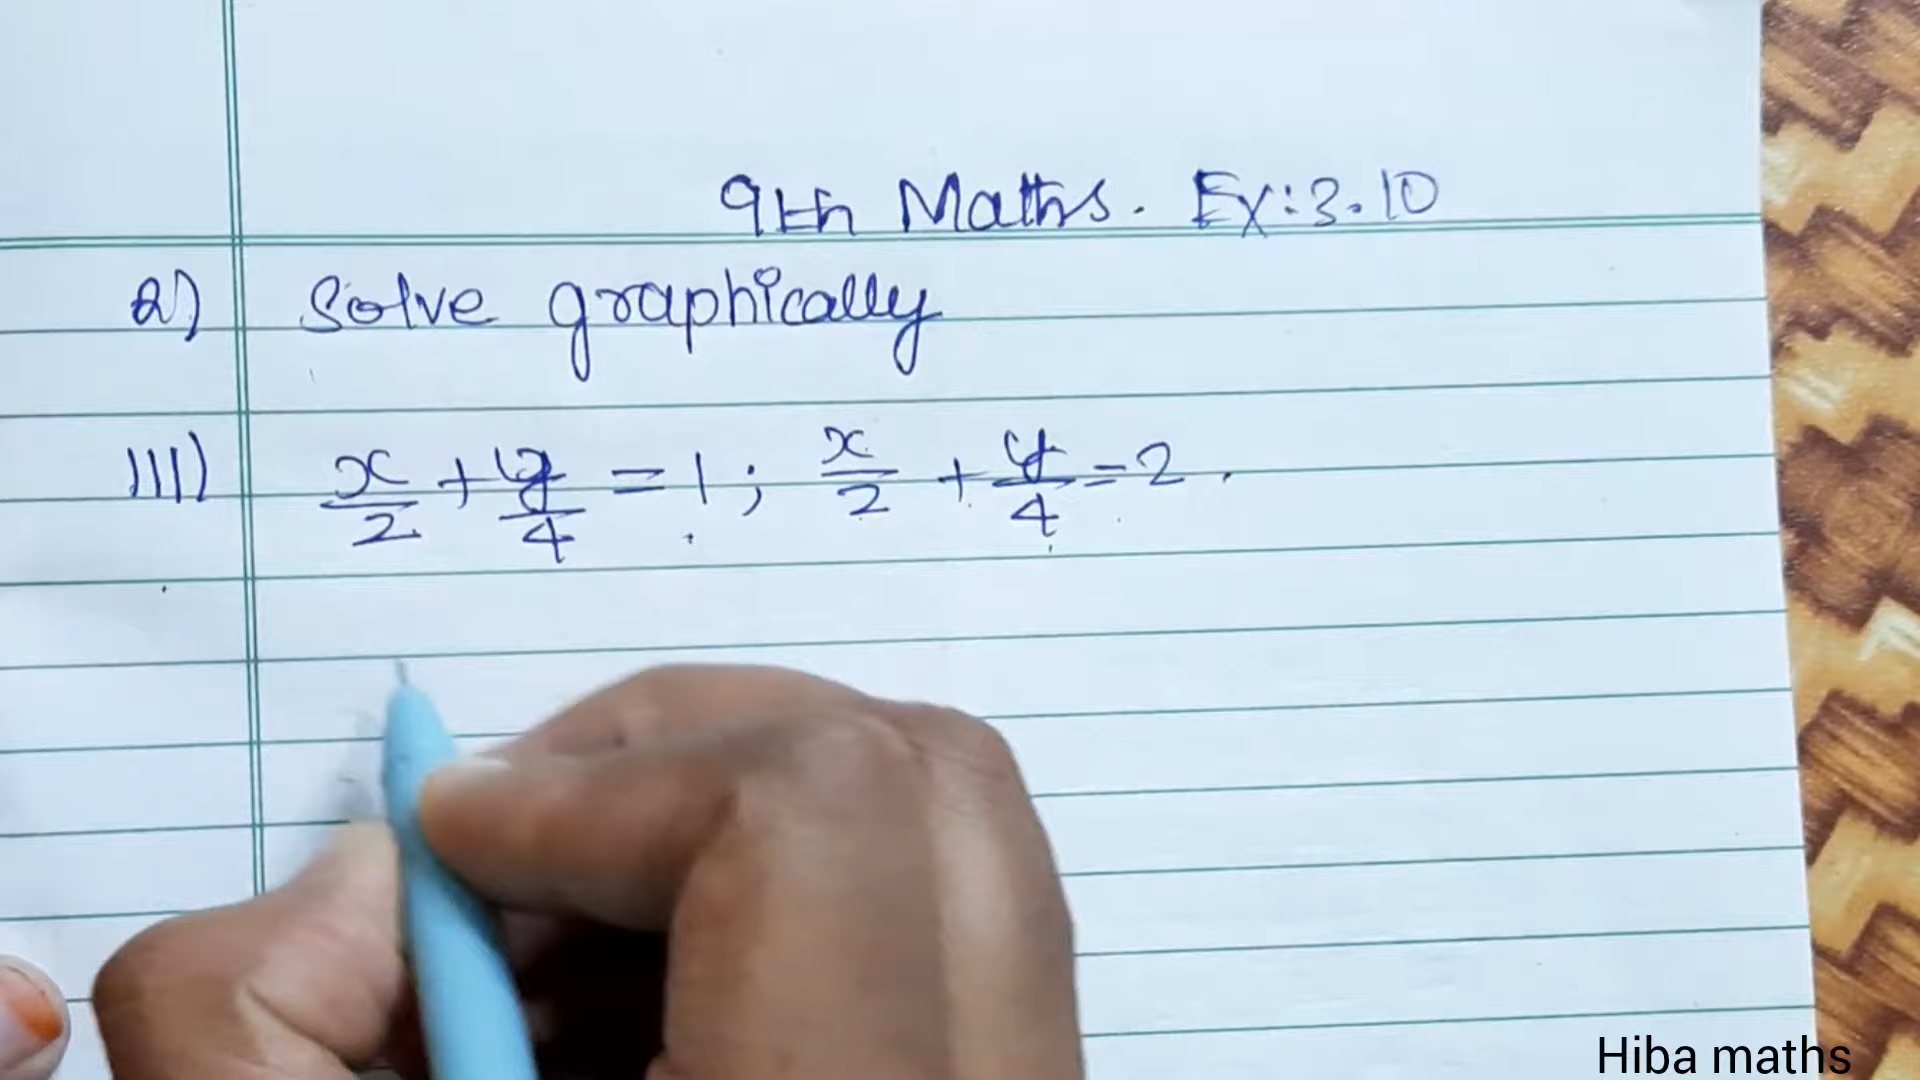 9th Maths. Ex:3.10
2) Solve graphically
III) x/2 + y/4 = 1 ; x/2 + y/4 = 2 .
Hiba maths